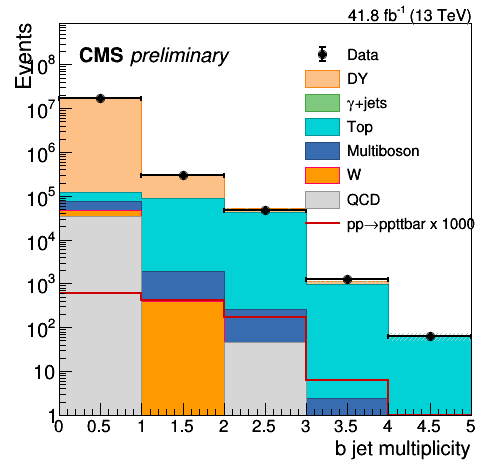 41.8 fb⁻¹ (13 TeV)
Events
CMS preliminary
Data
DY
γ+jets
Top
Multiboson
W
QCD
pp→ppttbar x 1000
10⁸
10⁷
10⁶
10⁵
10⁴
10³
10²
10
1
0 0.5 1 1.5 2 2.5 3 3.5 4 4.5 5
b jet multiplicity